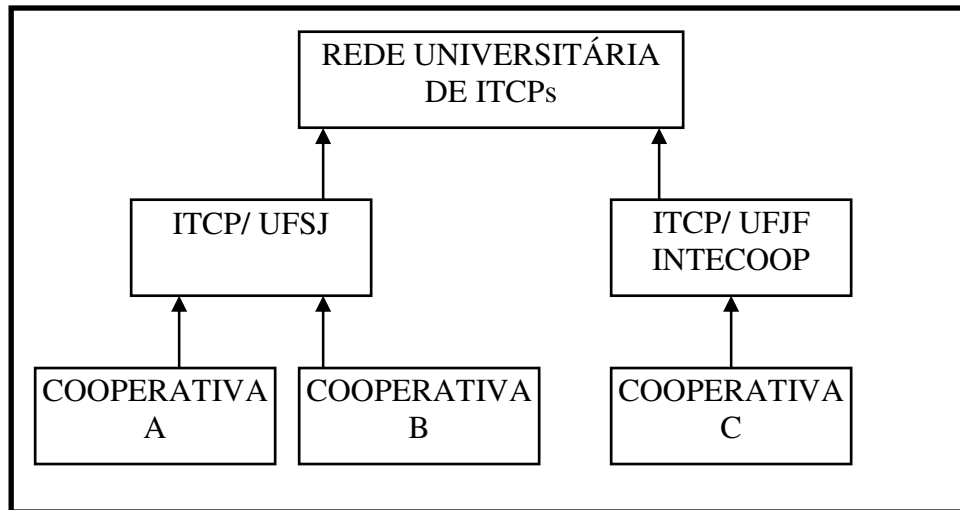 REDE UNIVERSITÁRIA
DE ITCPs
ITCP/ UFSJ
ITCP/ UFJF
INTECOOP
COOPERATIVA
A
COOPERATIVA
B
COOPERATIVA
C